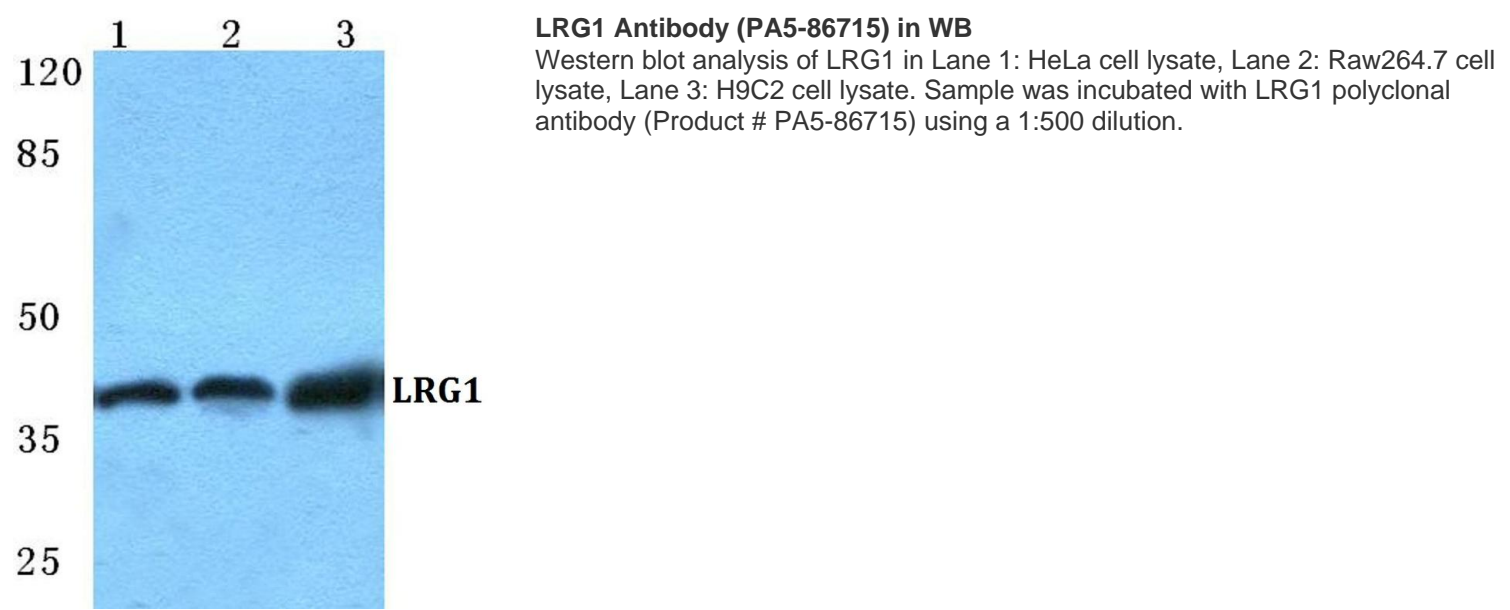 1 2 3
120
85
50
LRG1
35
25
LRG1 Antibody (PA5-86715) in WB
Western blot analysis of LRG1 in Lane 1: HeLa cell lysate, Lane 2: Raw264.7 cell
lysate, Lane 3: H9C2 cell lysate. Sample was incubated with LRG1 polyclonal
antibody (Product # PA5-86715) using a 1:500 dilution.